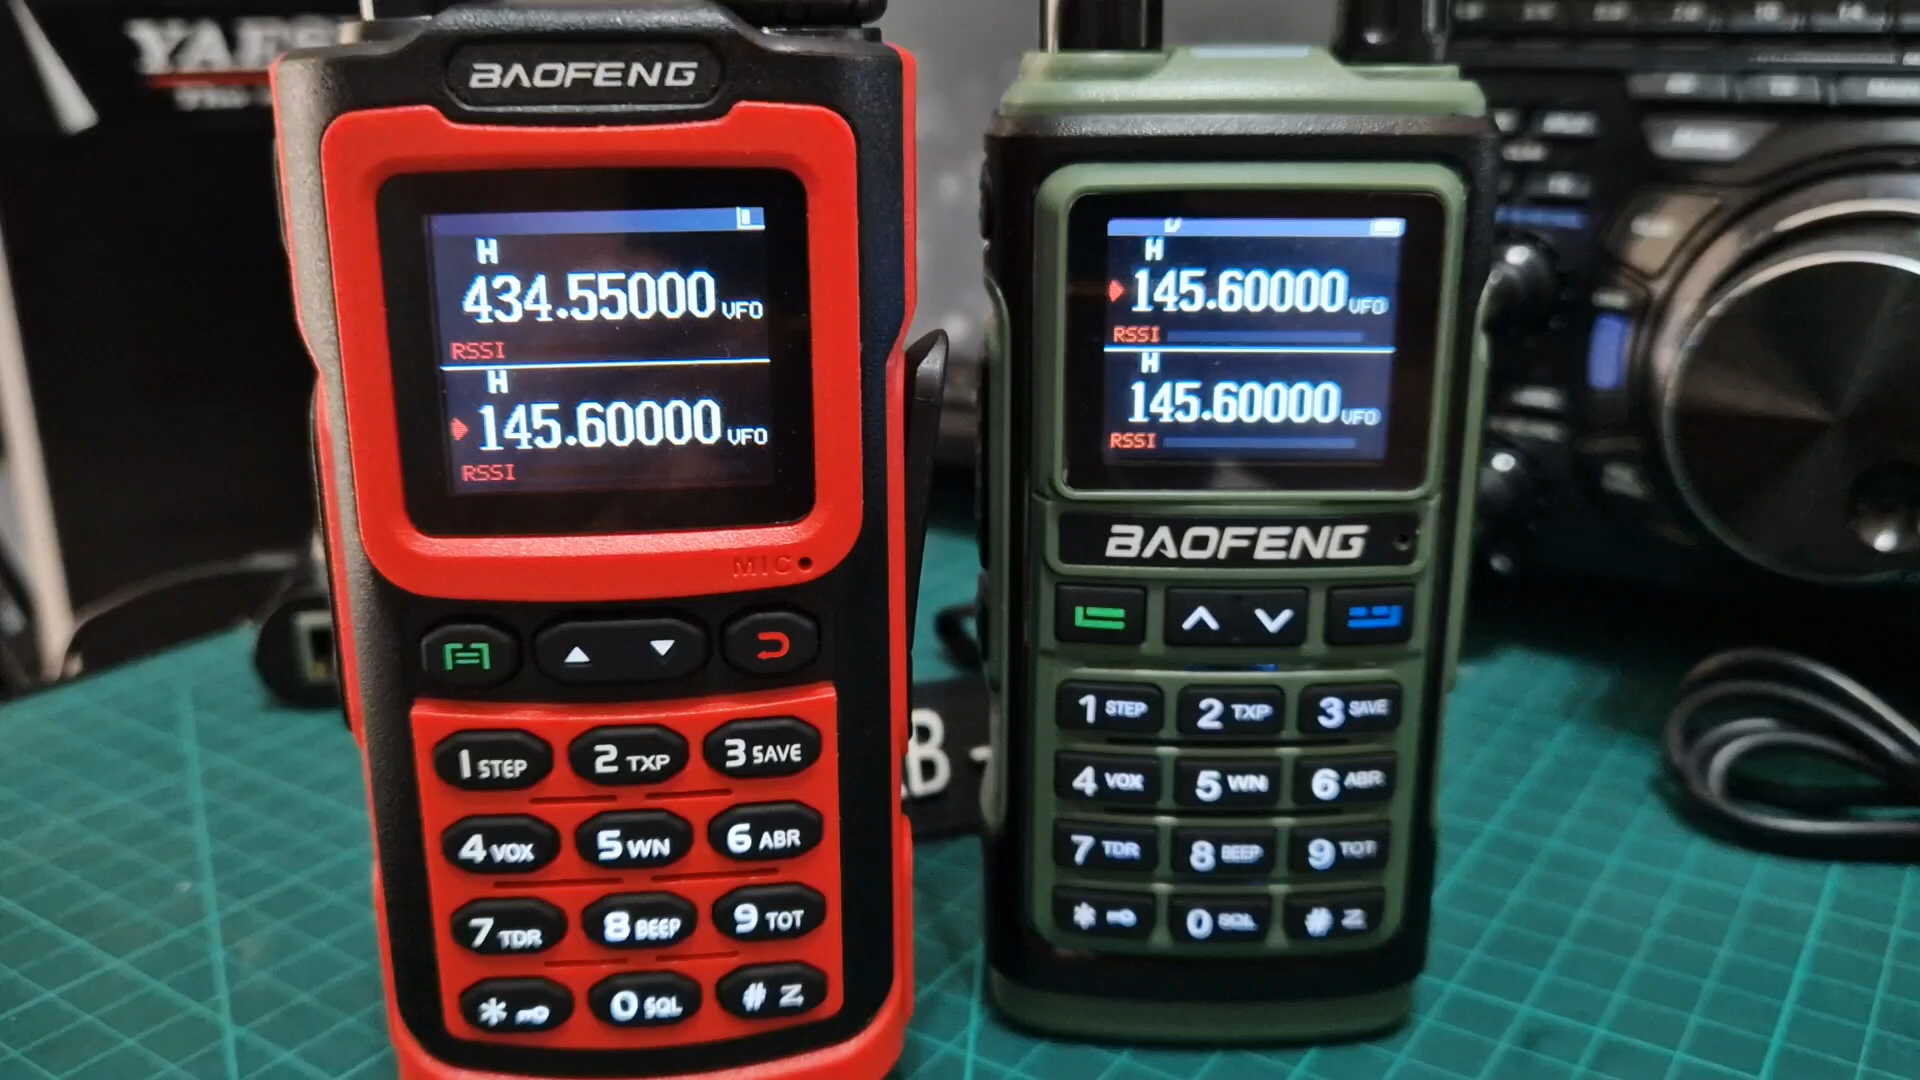 BAOFENG
H
434.55000 VFO
RSSI
H
145.60000 VFO
RSSI
MIC
1 STEP 2 TXP 3 SAVE
4 VOX 5 WN 6 ABR
7 TDR 8 BEEP 9 TOT
* 0 SQL #
H
145.60000 VFO
RSSI
H
145.60000 VFO
RSSI
BAOFENG
1 STEP 2 TXP 3 SAVE
4 VOX 5 WN 6 ABR
7 TDR 8 BEEP 9 TOT
* 0 SQL #